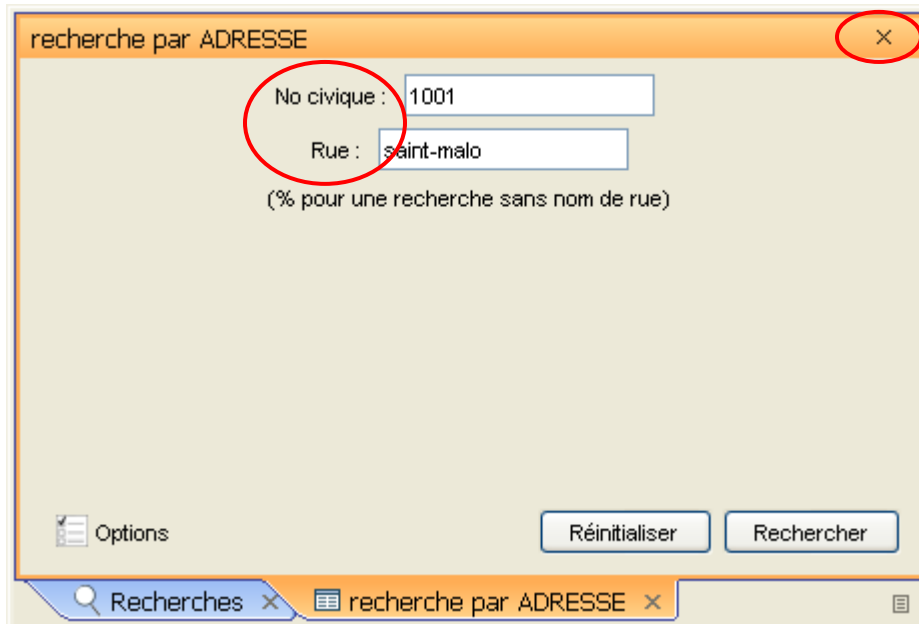 recherche par ADRESSE
No civique : 1001
Rue : saint-malo
(% pour une recherche sans nom de rue)
Options Réinitialiser Rechercher
Recherches recherche par ADRESSE